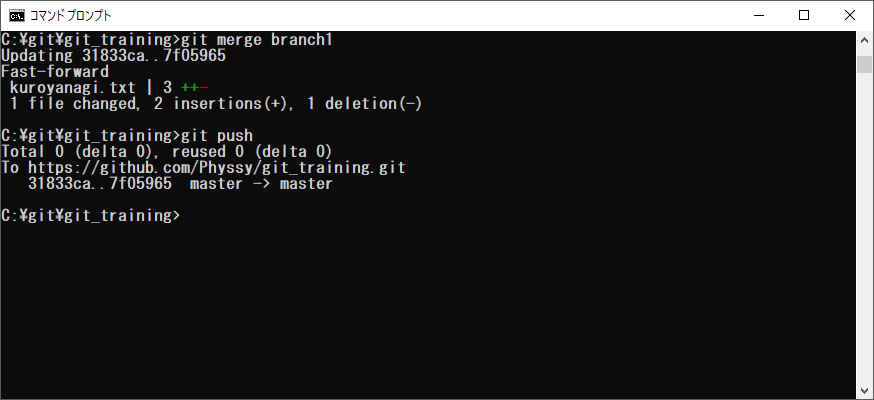 コマンド プロンプト
C:¥git¥git_training>git merge branch1
Updating 31833ca..7f05965
Fast-forward
 kuroyanagi.txt | 3 ++-
 1 file changed, 2 insertions(+), 1 deletion(-)
C:¥git¥git_training>git push
Total 0 (delta 0), reused 0 (delta 0)
To https://github.com/Physsy/git_training.git
   31833ca..7f05965  master -> master
C:¥git¥git_training>